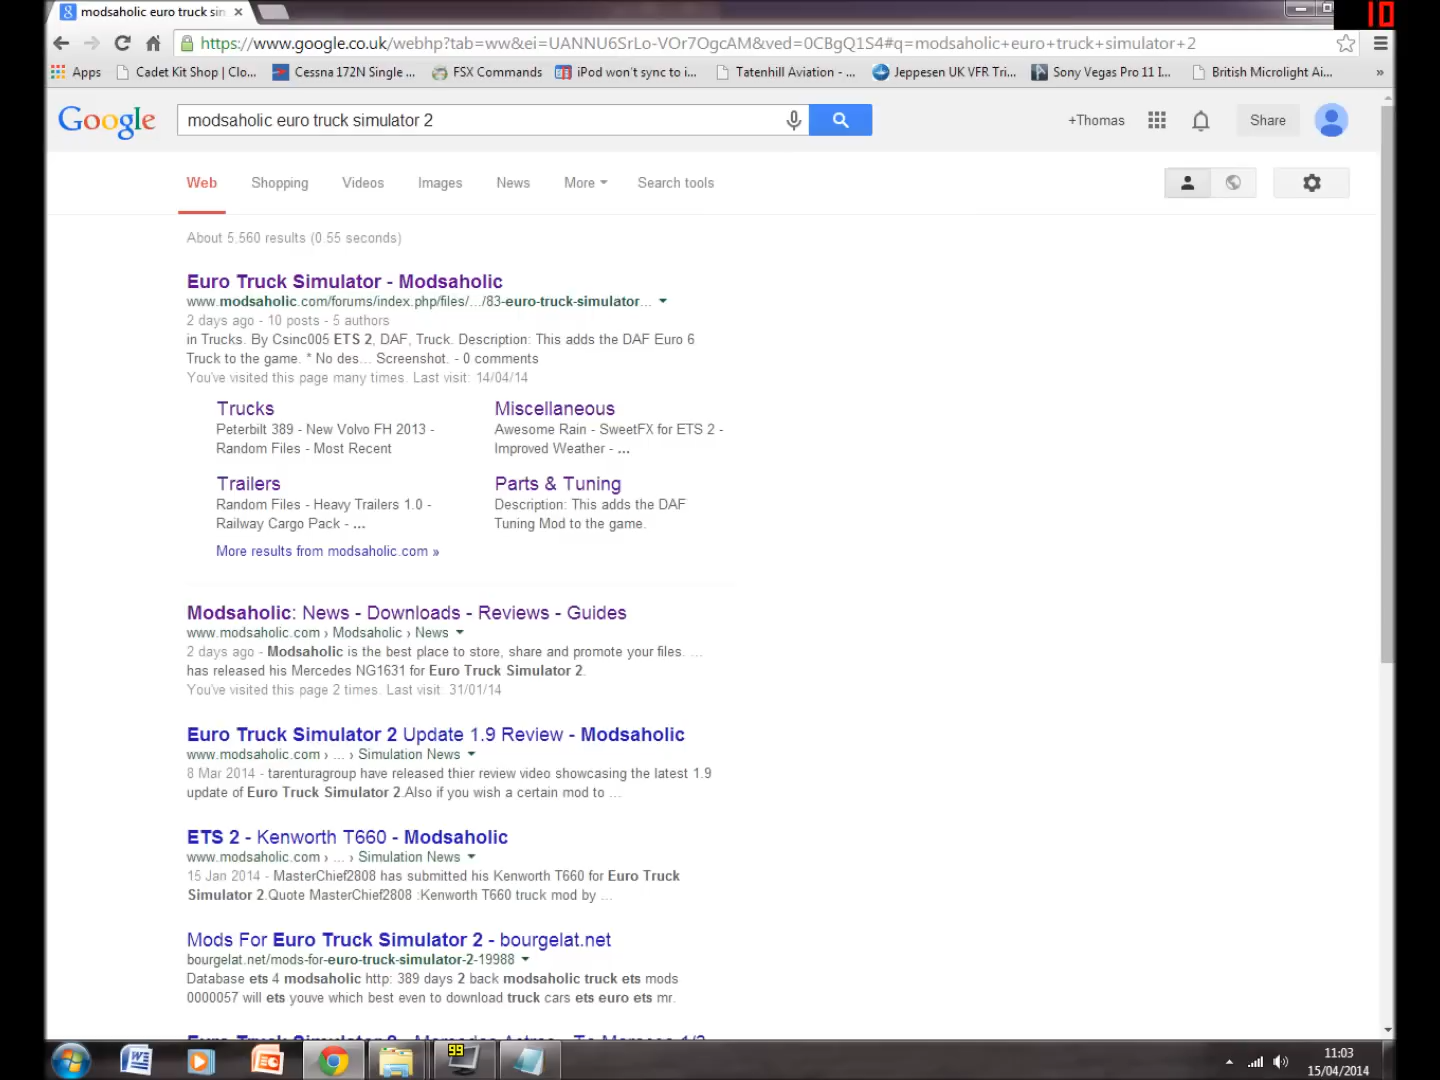 modsaholic euro truck sin
10
https://www.google.co.uk/webhp?tab=ww&ei=UANNU6SrLo-VOr7OgcAM&ved=0CBgQ1S4#q=modsaholic+euro+truck+simulator+2
Apps Cadet Kit Shop | Clo... Cessna 172N Single ... FSX Commands iPod won't sync to i... Tatenhill Aviation - ... Jeppesen UK VFR Tri... Sony Vegas Pro 11 I... British Microlight Ai... »
Google modsaholic euro truck simulator 2 +Thomas Share
Web Shopping Videos Images News More Search tools
About 5,560 results (0.55 seconds)
Euro Truck Simulator - Modsaholic
www.modsaholic.com/forums/index.php/files/.../83-euro-truck-simulator...
2 days ago - 10 posts - 5 authors
in Trucks. By Csinc005 ETS 2, DAF, Truck. Description: This adds the DAF Euro 6
Truck to the game. * No des... Screenshot. - 0 comments
You've visited this page many times. Last visit: 14/04/14
Trucks
Peterbilt 389 - New Volvo FH 2013 -
Random Files - Most Recent
Miscellaneous
Awesome Rain - SweetFX for ETS 2 -
Improved Weather - ...
Trailers
Random Files - Heavy Trailers 1.0 -
Railway Cargo Pack - ...
Parts & Tuning
Description: This adds the DAF
Tuning Mod to the game.
More results from modsaholic.com »
Modsaholic: News - Downloads - Reviews - Guides
www.modsaholic.com › Modsaholic › News
2 days ago - Modsaholic is the best place to store, share and promote your files. ...
has released his Mercedes NG1631 for Euro Truck Simulator 2.
You've visited this page 2 times. Last visit: 31/01/14
Euro Truck Simulator 2 Update 1.9 Review - Modsaholic
www.modsaholic.com › ... › Simulation News
8 Mar 2014 - tarenturagroup have released thier review video showcasing the latest 1.9
update of Euro Truck Simulator 2.Also if you wish a certain mod to ...
ETS 2 - Kenworth T660 - Modsaholic
www.modsaholic.com › ... › Simulation News
15 Jan 2014 - MasterChief2808 has submitted his Kenworth T660 for Euro Truck
Simulator 2.Quote MasterChief2808 :Kenworth T660 truck mod by ...
Mods For Euro Truck Simulator 2 - bourgelat.net
bourgelat.net/mods-for-euro-truck-simulator-2-19988
Database ets 4 modsaholic http: 389 days 2 back modsaholic truck ets mods
0000057 will ets youve which best even to download truck cars ets euro ets mr.
Euro Truck Simulator 2 - Mercedes Actros - To Morocco 1/3
99
11:03
15/04/2014